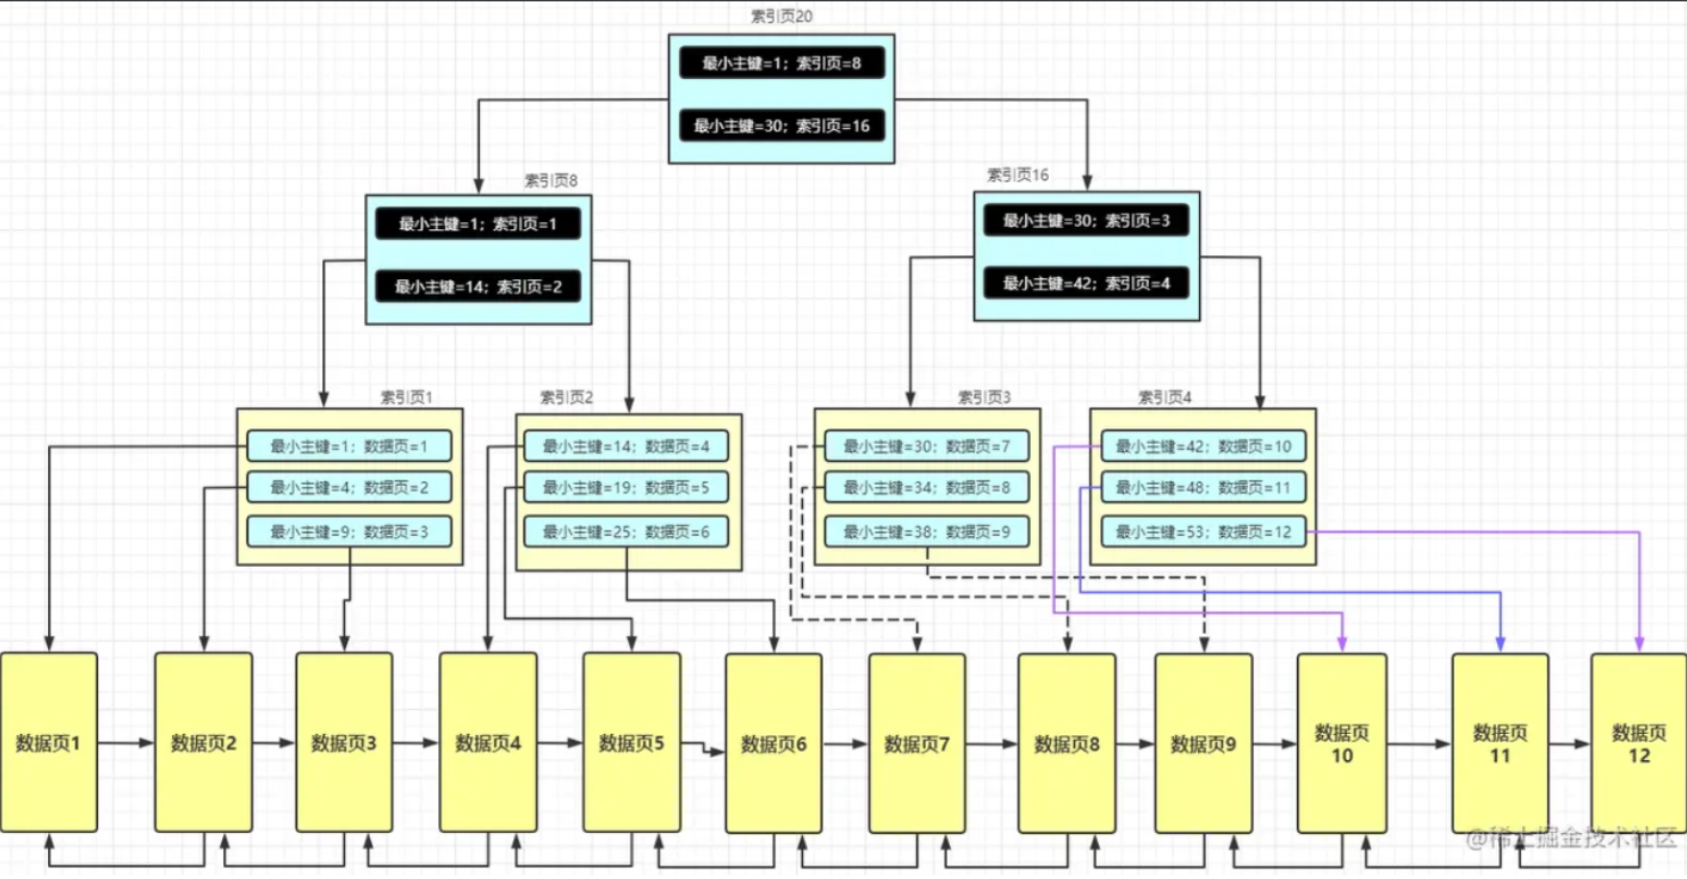 索引页20
最小主键=1；索引页=8
最小主键=30；索引页=16
索引页8
索引页16
最小主键=1；索引页=1
最小主键=14；索引页=2
最小主键=30；索引页=3
最小主键=42；索引页=4
索引页1
索引页2
索引页3
索引页4
最小主键=1；数据页=1
最小主键=4；数据页=2
最小主键=9；数据页=3
最小主键=14；数据页=4
最小主键=19；数据页=5
最小主键=25；数据页=6
最小主键=30；数据页=7
最小主键=34；数据页=8
最小主键=38；数据页=9
最小主键=42；数据页=10
最小主键=48；数据页=11
最小主键=53；数据页=12
数据页1
数据页2
数据页3
数据页4
数据页5
数据页6
数据页7
数据页8
数据页9
数据页
10
数据页
11
数据页
12
@稀土掘金技术社区